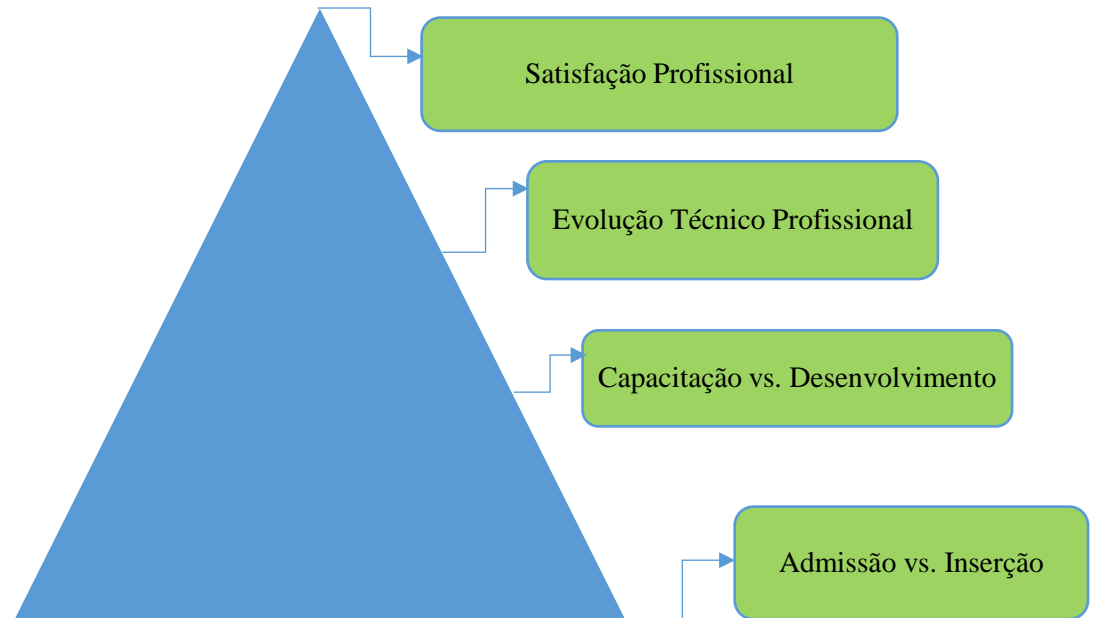 Satisfação Profissional
Evolução Técnico Profissional
Capacitação vs. Desenvolvimento
Admissão vs. Inserção